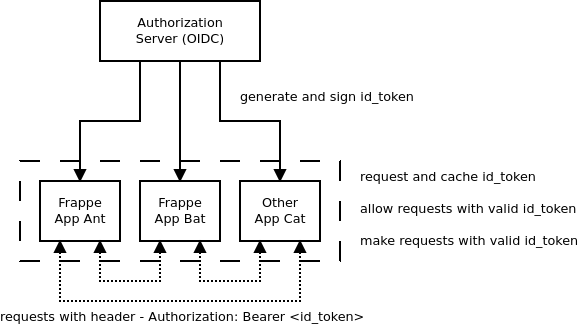 Authorization
Server (OIDC)
generate and sign id_token
request and cache id_token
Frappe
App Ant
Frappe
App Bat
Other
App Cat
allow requests with valid id_token
make requests with valid id_token
requests with header - Authorization: Bearer <id_token>